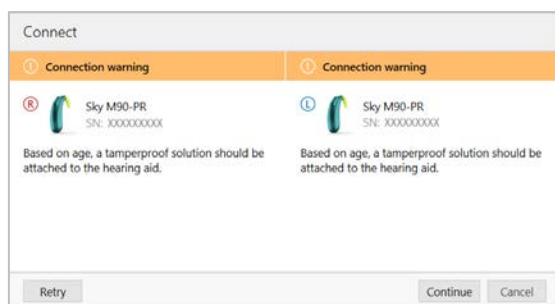 Connect
Connection warning
Connection warning
R
Sky M90-PR
SN: XXXXXXXXX
Based on age, a tamperproof solution should be
attached to the hearing aid.
L
Sky M90-PR
SN: XXXXXXXXX
Based on age, a tamperproof solution should be
attached to the hearing aid.
Retry
Continue
Cancel